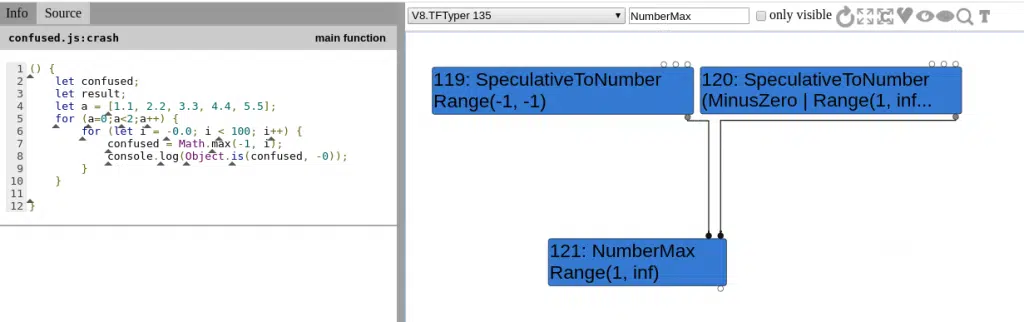 Info Source
confused.js:crash main function
1 () {
2 let confused;
3 let result;
4 let a = [1.1, 2.2, 3.3, 4.4, 5.5];
5 for (a=0;a<2;a++) {
6 for (let i = -0.0; i < 100; i++) {
7 confused = Math.max(-1, i);
8 console.log(Object.is(confused, -0));
9 }
10 }
11
12 }
V8.TFTyper 135 NumberMax only visible T
119: SpeculativeToNumber
Range(-1, -1)
120: SpeculativeToNumber
(MinusZero | Range(1, inf...
121: NumberMax
Range(1, inf)